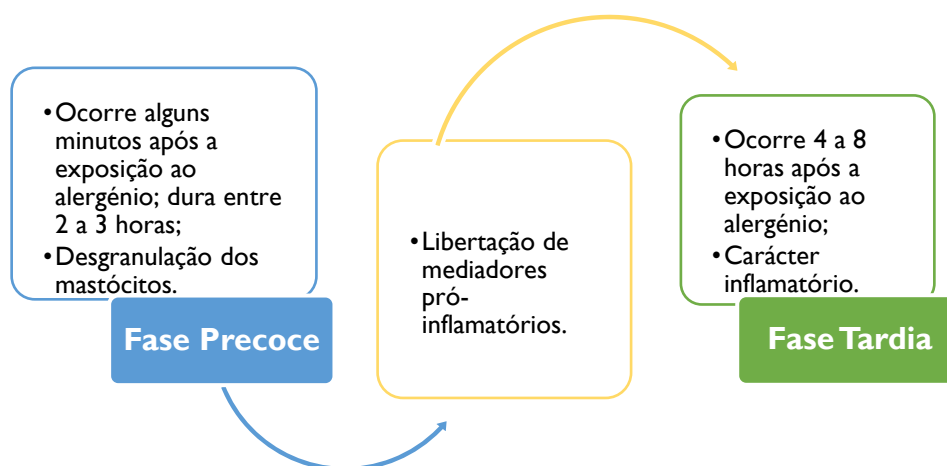 •Ocorre alguns
minutos após a
exposição ao
alergénio; dura entre
2 a 3 horas;
•Desgranulação dos
mastócitos.
Fase Precoce
•Libertação de
mediadores
pró-
inflamatórios.
•Ocorre 4 a 8
horas após a
exposição ao
alergénio;
•Carácter
inflamatório.
Fase Tardia